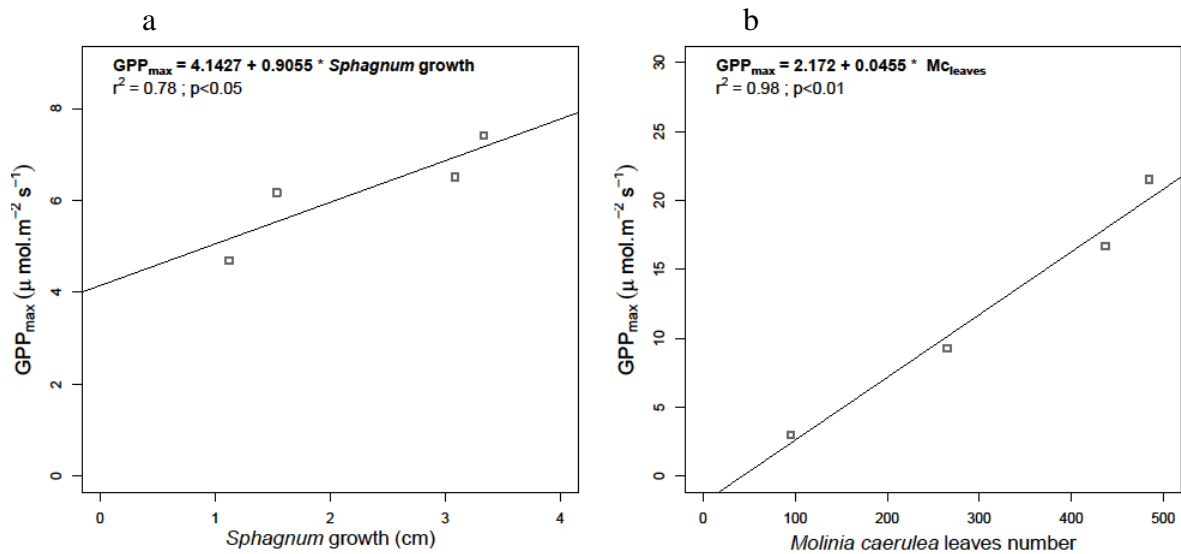 a
GPPmax = 4.1427 + 0.9055 * Sphagnum growth
r² = 0.78 ; p<0.05
GPPmax (μ mol.m⁻² s⁻¹)
8
6
4
2
0
0 1 2 3 4
Sphagnum growth (cm)
b
GPPmax = 2.172 + 0.0455 * Mcleaves
r² = 0.98 ; p<0.01
GPPmax (μ mol.m⁻² s⁻¹)
30
25
20
15
10
5
0
0 100 200 300 400 500
Molinia caerulea leaves number